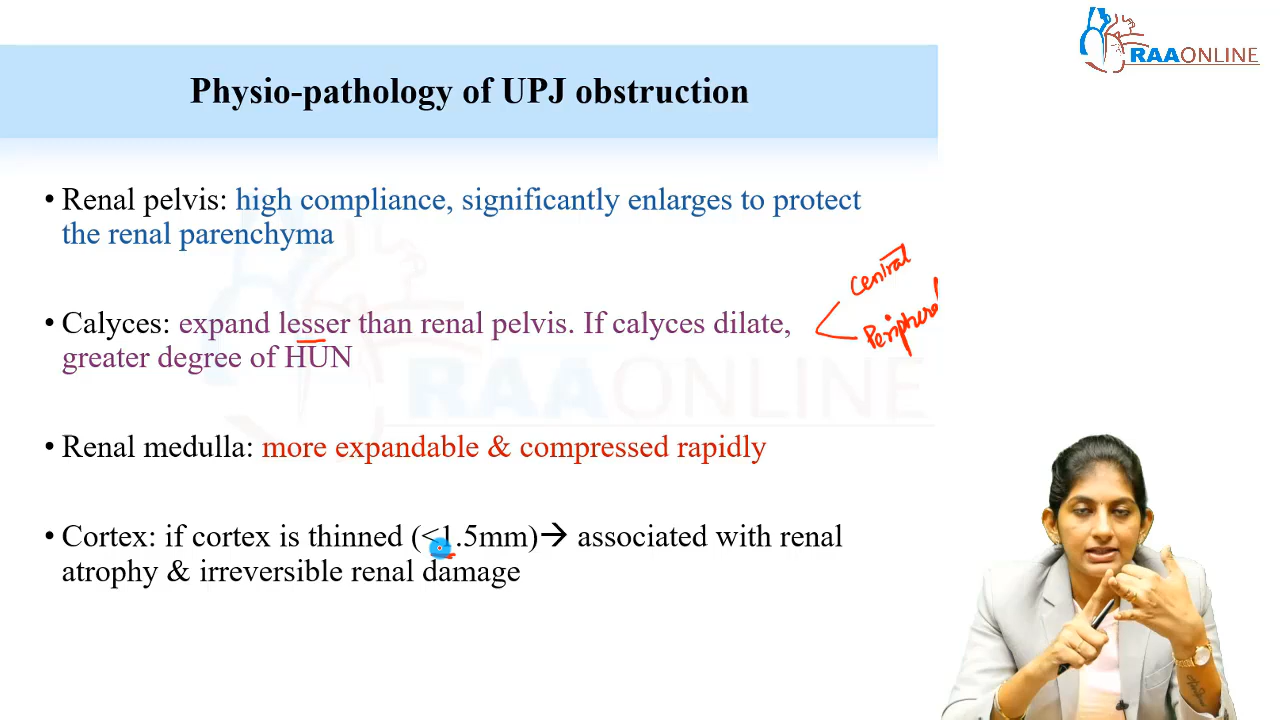 RAAONLINE
Physio-pathology of UPJ obstruction
• Renal pelvis: high compliance, significantly enlarges to protect
the renal parenchyma
Central
• Calyces: expand lesser than renal pelvis. If calyces dilate,
Peripheral
greater degree of HUN
RAAONLINE
• Renal medulla: more expandable & compressed rapidly
• Cortex: if cortex is thinned (<1.5mm)→ associated with renal
atrophy & irreversible renal damage